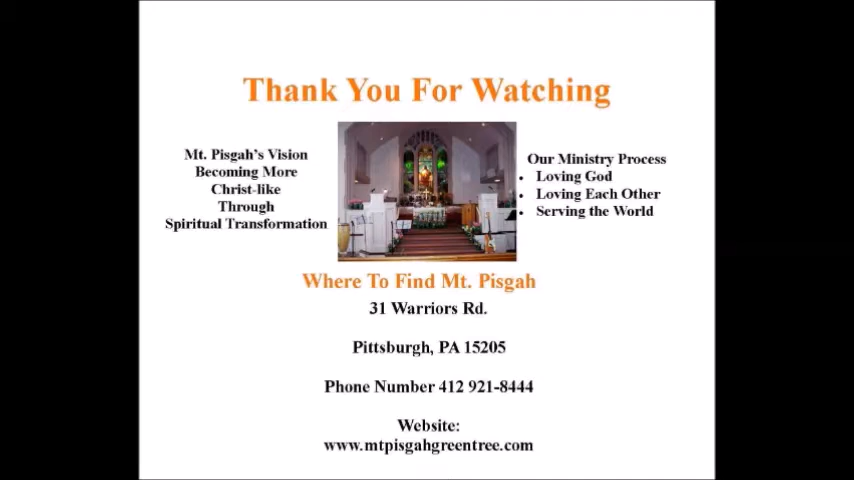 Thank You For Watching
Mt. Pisgah's Vision
Becoming More
Christ-like
Through
Spiritual Transformation
Our Ministry Process
• Loving God
• Loving Each Other
• Serving the World
Where To Find Mt. Pisgah
31 Warriors Rd.
Pittsburgh, PA 15205
Phone Number 412 921-8444
Website:
www.mtpisgahgreentree.com